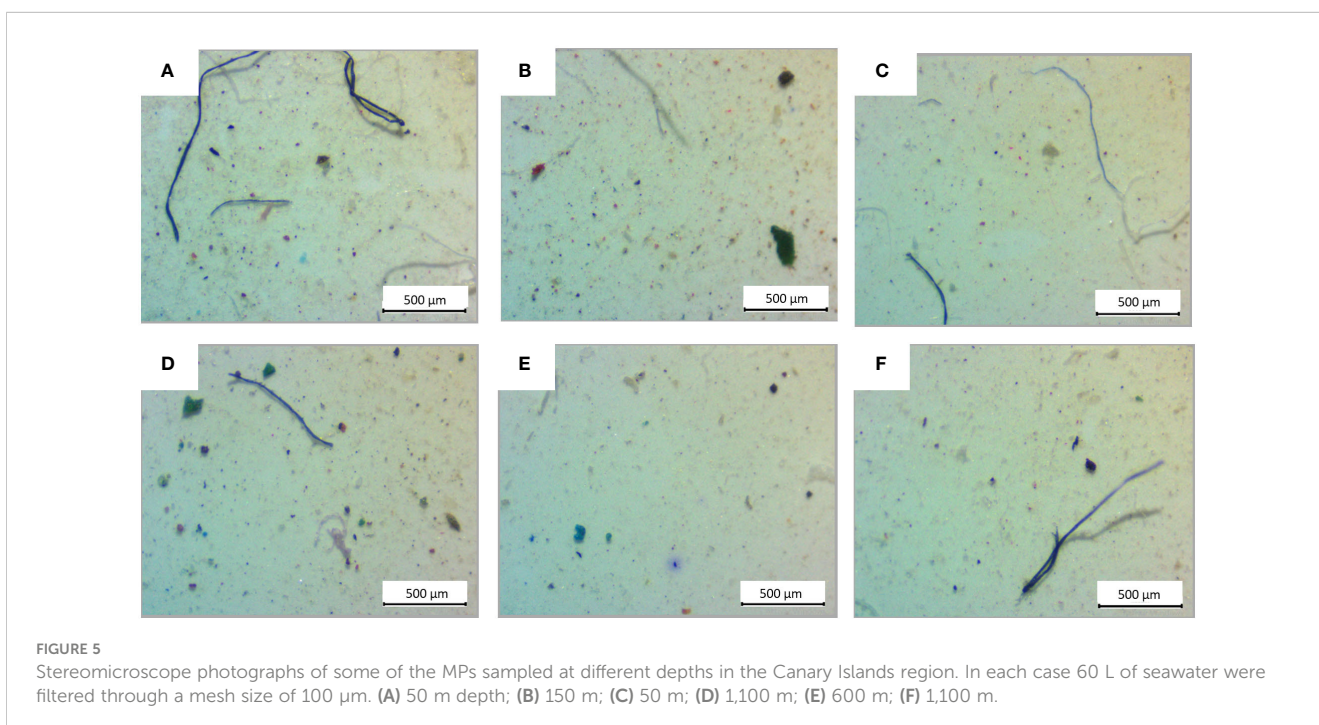 A
B
C
500 µm
500 µm
500 µm
D
E
F
500 µm
500 µm
500 µm
FIGURE 5
Stereomicroscope photographs of some of the MPs sampled at different depths in the Canary Islands region. In each case 60 L of seawater were
filtered through a mesh size of 100 µm. (A) 50 m depth; (B) 150 m; (C) 50 m; (D) 1,100 m; (E) 600 m; (F) 1,100 m.